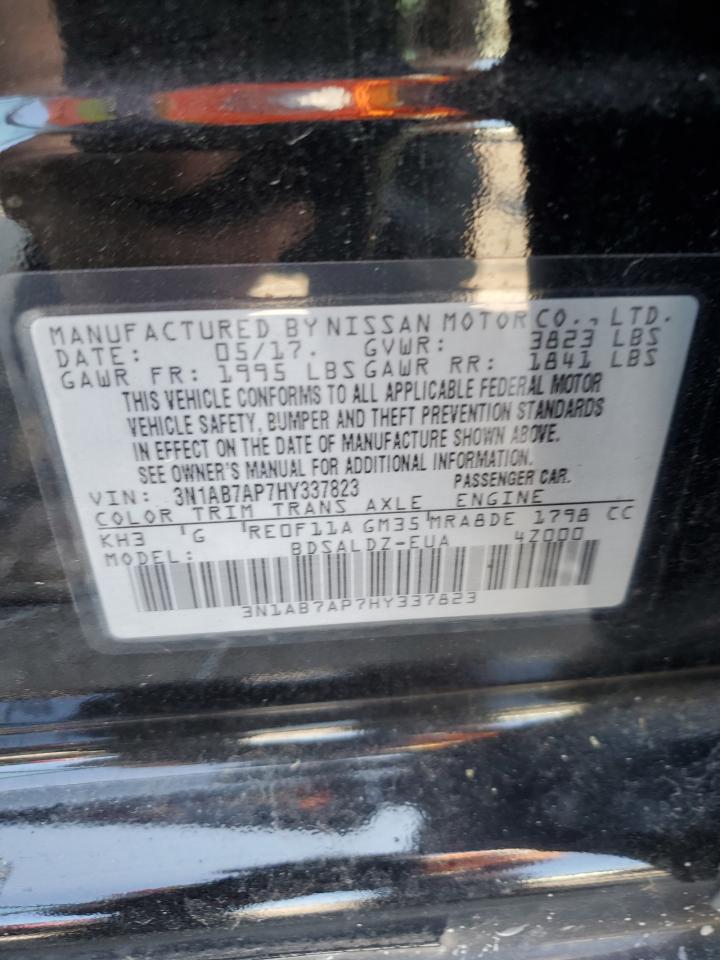 MANUFACTURED BY NISSAN MOTOR CO., LTD.
DATE: 05/17. GVWR: 3823 LBS
GAWR FR: 1995 LBS GAWR RR: 1841 LBS
THIS VEHICLE CONFORMS TO ALL APPLICABLE FEDERAL MOTOR
VEHICLE SAFETY, BUMPER AND THEFT PREVENTION STANDARDS
IN EFFECT ON THE DATE OF MANUFACTURE SHOWN ABOVE.
SEE OWNER'S MANUAL FOR ADDITIONAL INFORMATION.
VIN: 3N1AB7AP7HY337823 PASSENGER CAR.
COLOR TRIM TRANS AXLE ENGINE
KH3 G RE0F11A GM35 MRA8DE 1798 CC
MODEL: BDSALDZ-EUA 4Z000
3N1AB7AP7HY337823